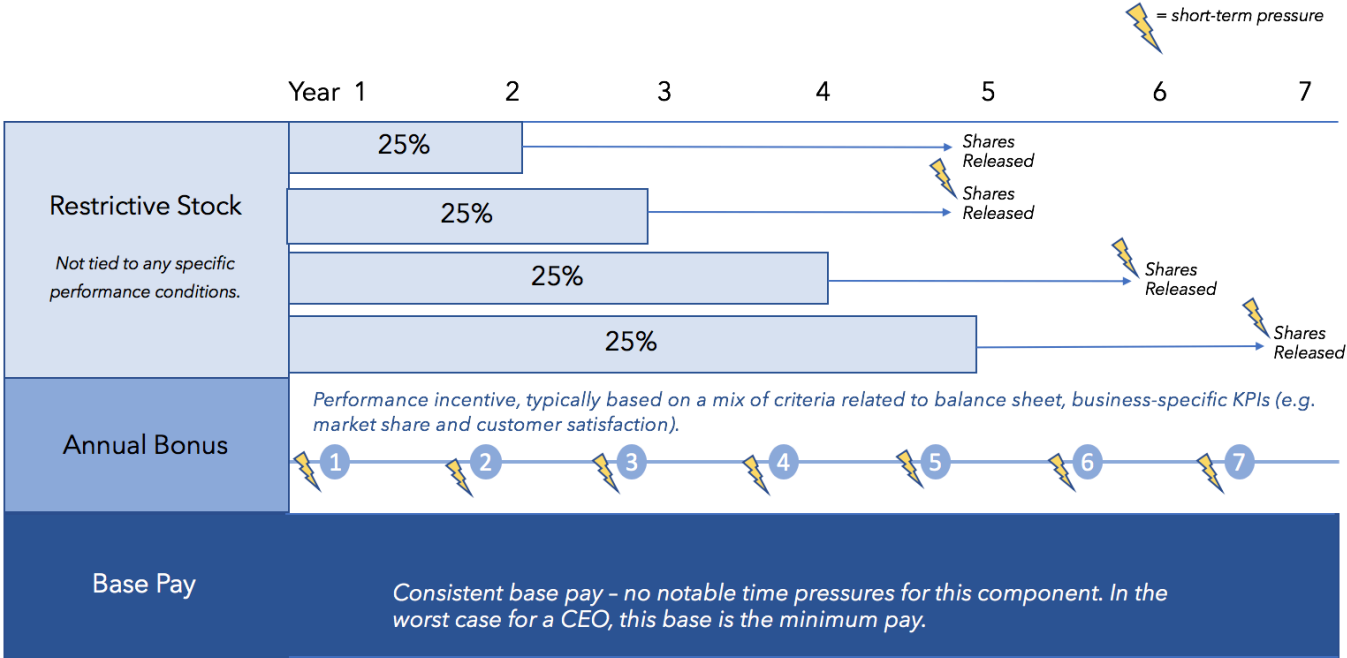 = short-term pressure
Year 1 2 3 4 5 6 7
25%
Shares
Released
Restrictive Stock
Not tied to any specific
performance conditions.
25%
Shares
Released
25%
Shares
Released
25%
Shares
Released
Annual Bonus
Performance incentive, typically based on a mix of criteria related to balance sheet, business-specific KPIs (e.g.
market share and customer satisfaction).
1 2 3 4 5 6 7
Base Pay
Consistent base pay – no notable time pressures for this component. In the
worst case for a CEO, this base is the minimum pay.